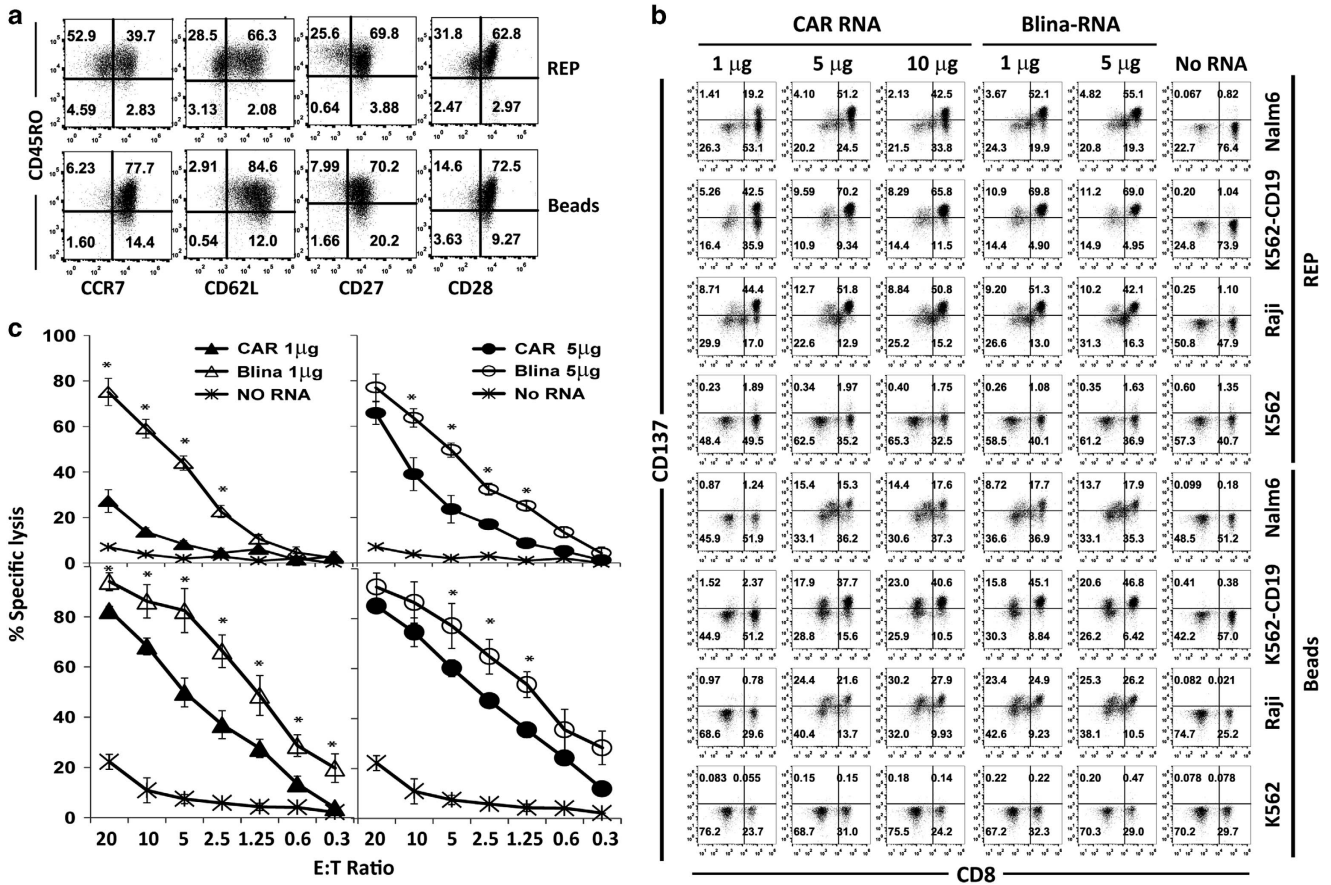 a
52.9 39.7 28.5 66.3 25.6 69.8 31.8 62.8
REP
4.59 2.83 3.13 2.08 0.64 3.88 2.47 2.97
CD45RO
6.23 77.7 2.91 84.6 7.99 70.2 14.6 72.5
Beads
1.60 14.4 0.54 12.0 1.66 20.2 3.63 9.27
CCR7 CD62L CD27 CD28
b
CAR RNA Blina-RNA
1 µg 5 µg 10 µg 1 µg 5 µg No RNA
1.41 19.2 4.10 51.2 2.13 42.5 3.67 52.1 4.82 55.1 0.067 0.82
26.3 53.1 20.2 24.5 21.5 33.8 24.3 19.9 20.8 19.3 22.7 76.4
Nalm6
5.26 42.5 9.59 70.2 8.29 65.8 10.9 69.8 11.2 69.0 0.20 1.04
16.4 35.9 10.9 9.34 14.4 11.5 14.4 4.90 14.9 4.95 24.8 73.9
K562-CD19
8.71 44.4 12.7 51.8 8.84 50.8 9.20 51.3 10.2 42.1 0.25 1.10
29.9 17.0 22.6 12.9 25.2 15.2 26.6 13.0 31.3 16.3 50.8 47.9
Raji
0.23 1.89 0.34 1.97 0.40 1.75 0.26 1.08 0.35 1.63 0.60 1.35
48.4 49.5 62.5 35.2 65.3 32.5 58.5 40.1 61.2 36.9 57.3 40.7
K562
REP
CD137
0.87 1.24 15.4 15.3 14.4 17.6 8.72 17.7 13.7 17.9 0.099 0.18
45.9 51.9 33.1 36.2 30.6 37.3 36.6 36.9 33.1 35.3 48.5 51.2
Nalm6
1.52 2.37 17.9 37.7 23.0 40.6 15.8 45.1 20.6 46.8 0.41 0.38
44.9 51.2 28.8 15.6 25.9 10.5 30.3 8.84 26.2 6.42 42.2 57.0
K562-CD19
0.97 0.78 24.4 21.6 30.2 27.9 23.4 24.9 25.3 26.2 0.082 0.021
68.6 29.6 40.4 13.7 32.0 9.93 42.6 9.23 38.1 10.5 74.7 25.2
Raji
0.083 0.055 0.15 0.15 0.18 0.14 0.22 0.22 0.20 0.47 0.078 0.078
76.2 23.7 68.7 31.0 75.5 24.2 67.2 32.3 70.3 29.0 70.2 29.7
K562
Beads
CD8
c
100
80
60
40
20
0
CAR 1µg
Blina 1µg
NO RNA
CAR 5µg
Blina 5µg
No RNA
80
60
40
20
0
% Specific lysis
20 10 5 2.5 1.25 0.6 0.3 20 10 5 2.5 1.25 0.6 0.3
E:T Ratio